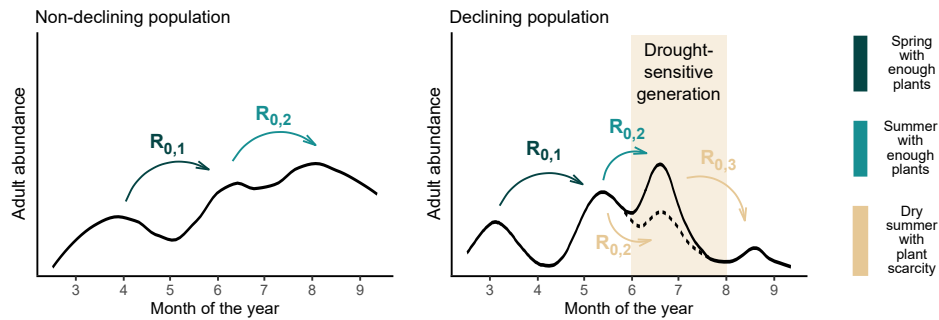 Non-declining population
Adult abundance
R0,1
R0,2
3 4 5 6 7 8 9
Month of the year
Declining population
Adult abundance
Drought-
sensitive
generation
R0,1
R0,2
R0,3
R0,2
3 4 5 6 7 8 9
Month of the year
Spring
with
enough
plants
Summer
with
enough
plants
Dry
summer
with
plant
scarcity